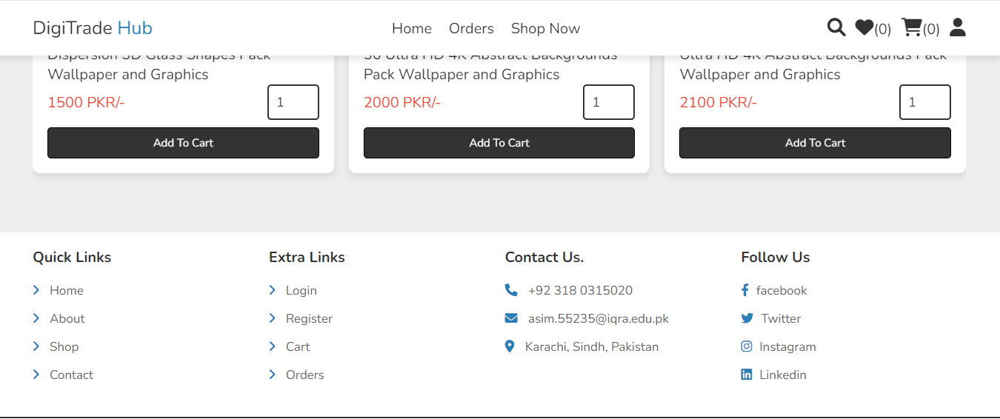 DigiTrade Hub
Home Orders Shop Now
(0) (0)
Dispersion 3D Glass Shapes Pack
Wallpaper and Graphics
1500 PKR/-
1
Add To Cart
50 Ultra HD 4K Abstract Backgrounds
Pack Wallpaper and Graphics
2000 PKR/-
1
Add To Cart
Ultra HD 4K Abstract Backgrounds Pack
Wallpaper and Graphics
2100 PKR/-
1
Add To Cart
Quick Links
Home
About
Shop
Contact
Extra Links
Login
Register
Cart
Orders
Contact Us.
+92 318 0315020
asim.55235@iqra.edu.pk
Karachi, Sindh, Pakistan
Follow Us
facebook
Twitter
Instagram
Linkedin